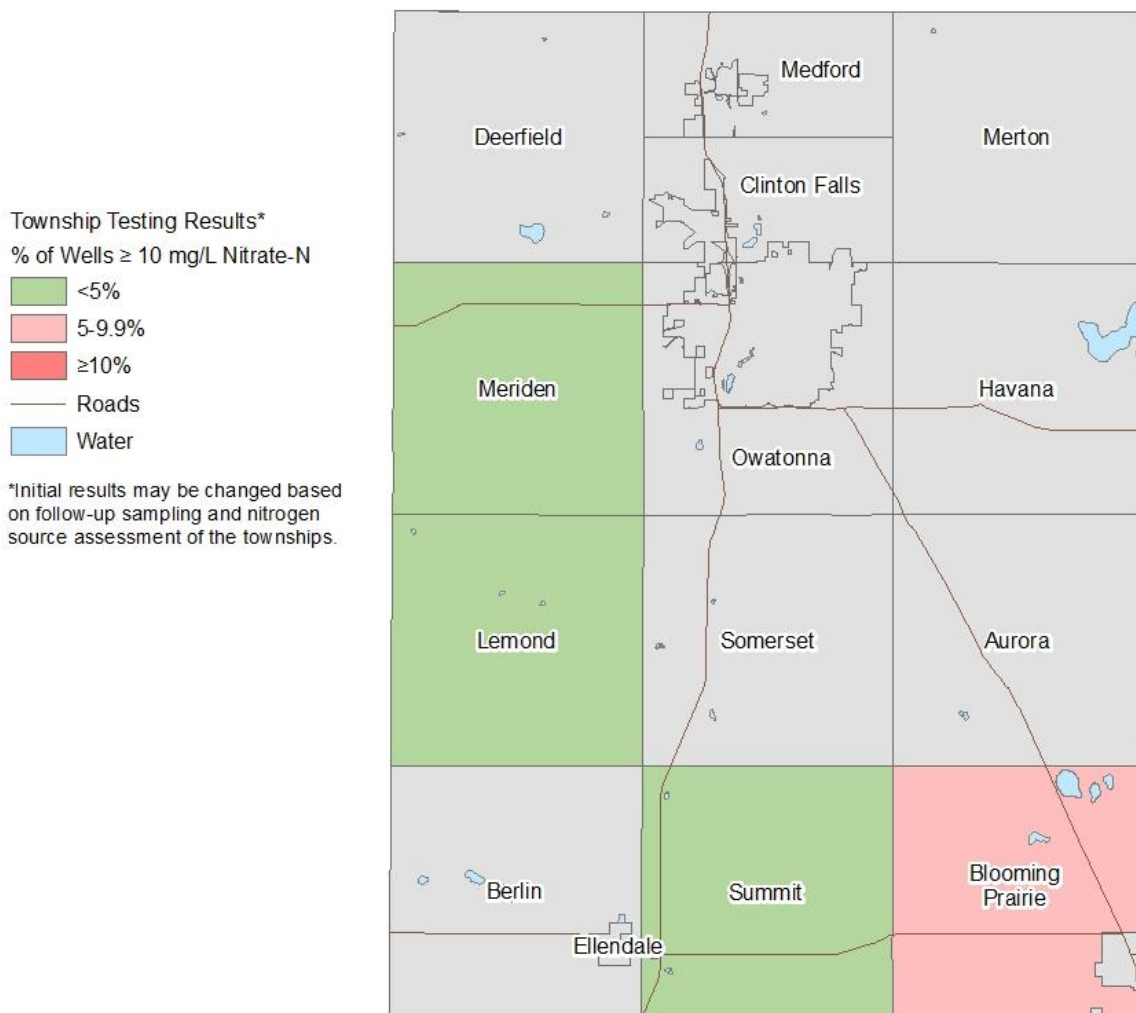 Township Testing Results*
% of Wells ≥ 10 mg/L Nitrate-N
<5%
5-9.9%
≥10%
Roads
Water
*Initial results may be changed based
on follow-up sampling and nitrogen
source assessment of the townships.
Medford
Deerfield
Merton
Clinton Falls
Meriden
Havana
Owatonna
Lemond
Somerset
Aurora
Berlin
Summit
Blooming
Prairie
Ellendale